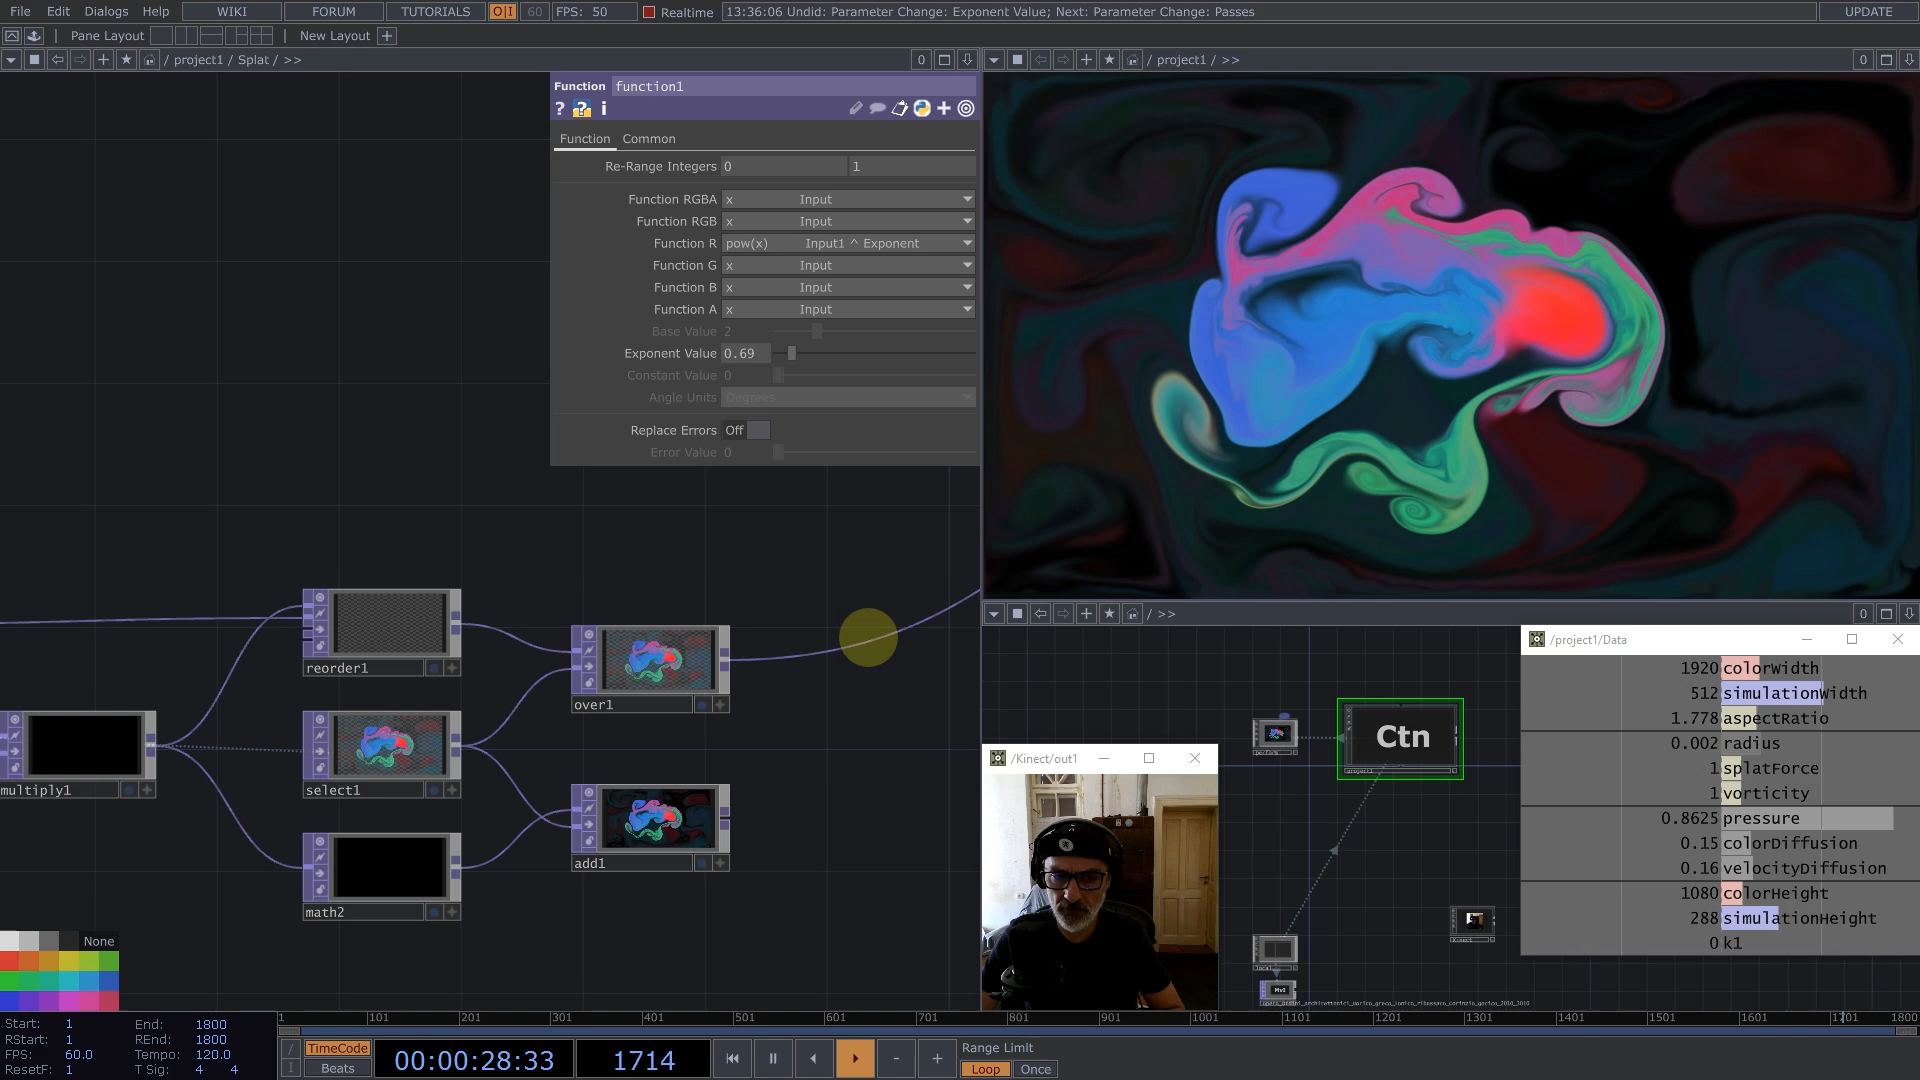 File Edit Dialogs Help WIKI FORUM TUTORIALS O|I 60 FPS: 50 Realtime 13:36:06 Undid: Parameter Change: Exponent Value; Next: Parameter Change: Passes UPDATE
Pane Layout New Layout
/ project1 / Splat / >> 0
/ project1 / >> 0
Function function1
? ? i
Function Common
Re-Range Integers 0 1
Function RGBA x Input
Function RGB x Input
Function R pow(x) Input1 ^ Exponent
Function G x Input
Function B x Input
Function A x Input
Base Value 2
Exponent Value 0.69
Constant Value 0
Angle Units Degrees
Replace Errors Off
Error Value 0
reorder1
over1
multiply1
select1
add1
math2
None
/ >> 0
Ctn
project1
/Kinect/out1
/project1/Data
1920 colorWidth
512 simulationWidth
1.778 aspectRatio
0.002 radius
1 splatForce
1 vorticity
0.8625 pressure
0.15 colorDiffusion
0.16 velocityDiffusion
1080 colorHeight
288 simulationHeight
0 k1
Start: 1 End: 1800
RStart: 1 REnd: 1800
FPS: 60.0 Tempo: 120.0
ResetF: 1 T Sig: 4 4
1 101 201 301 401 501 601 701 801 901 1001 1101 1201 1301 1401 1501 1601 1701 1800
TimeCode
Beats
00:00:28:33
1714
Range Limit
Loop Once